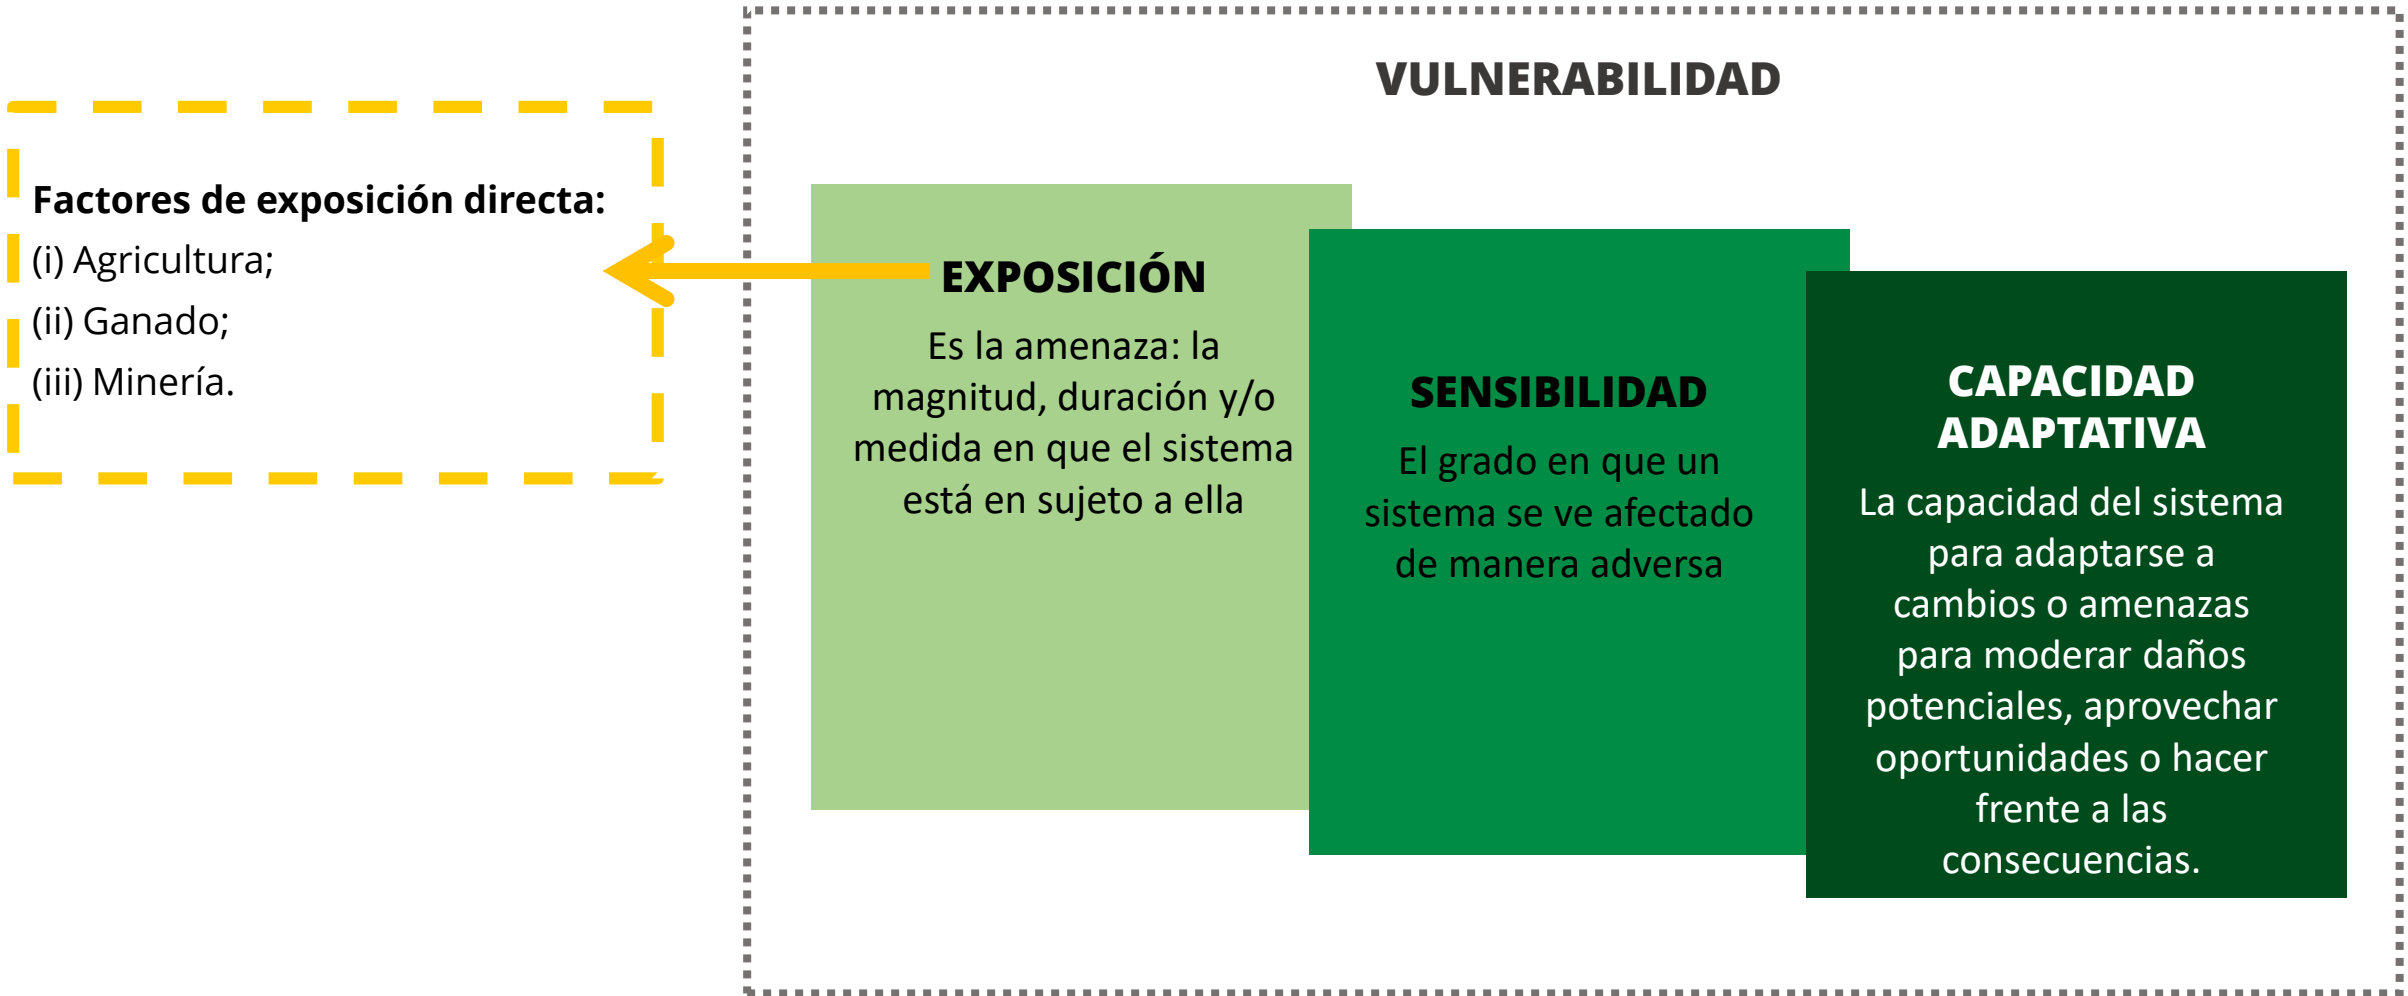 VULNERABILIDAD
Factores de exposición directa:
(i) Agricultura;
(ii) Ganado;
(iii) Minería.
EXPOSICIÓN
Es la amenaza: la
magnitud, duración y/o
medida en que el sistema
está en sujeto a ella
SENSIBILIDAD
El grado en que un
sistema se ve afectado
de manera adversa
CAPACIDAD
ADAPTATIVA
La capacidad del sistema
para adaptarse a
cambios o amenazas
para moderar daños
potenciales, aprovechar
oportunidades o hacer
frente a las
consecuencias.